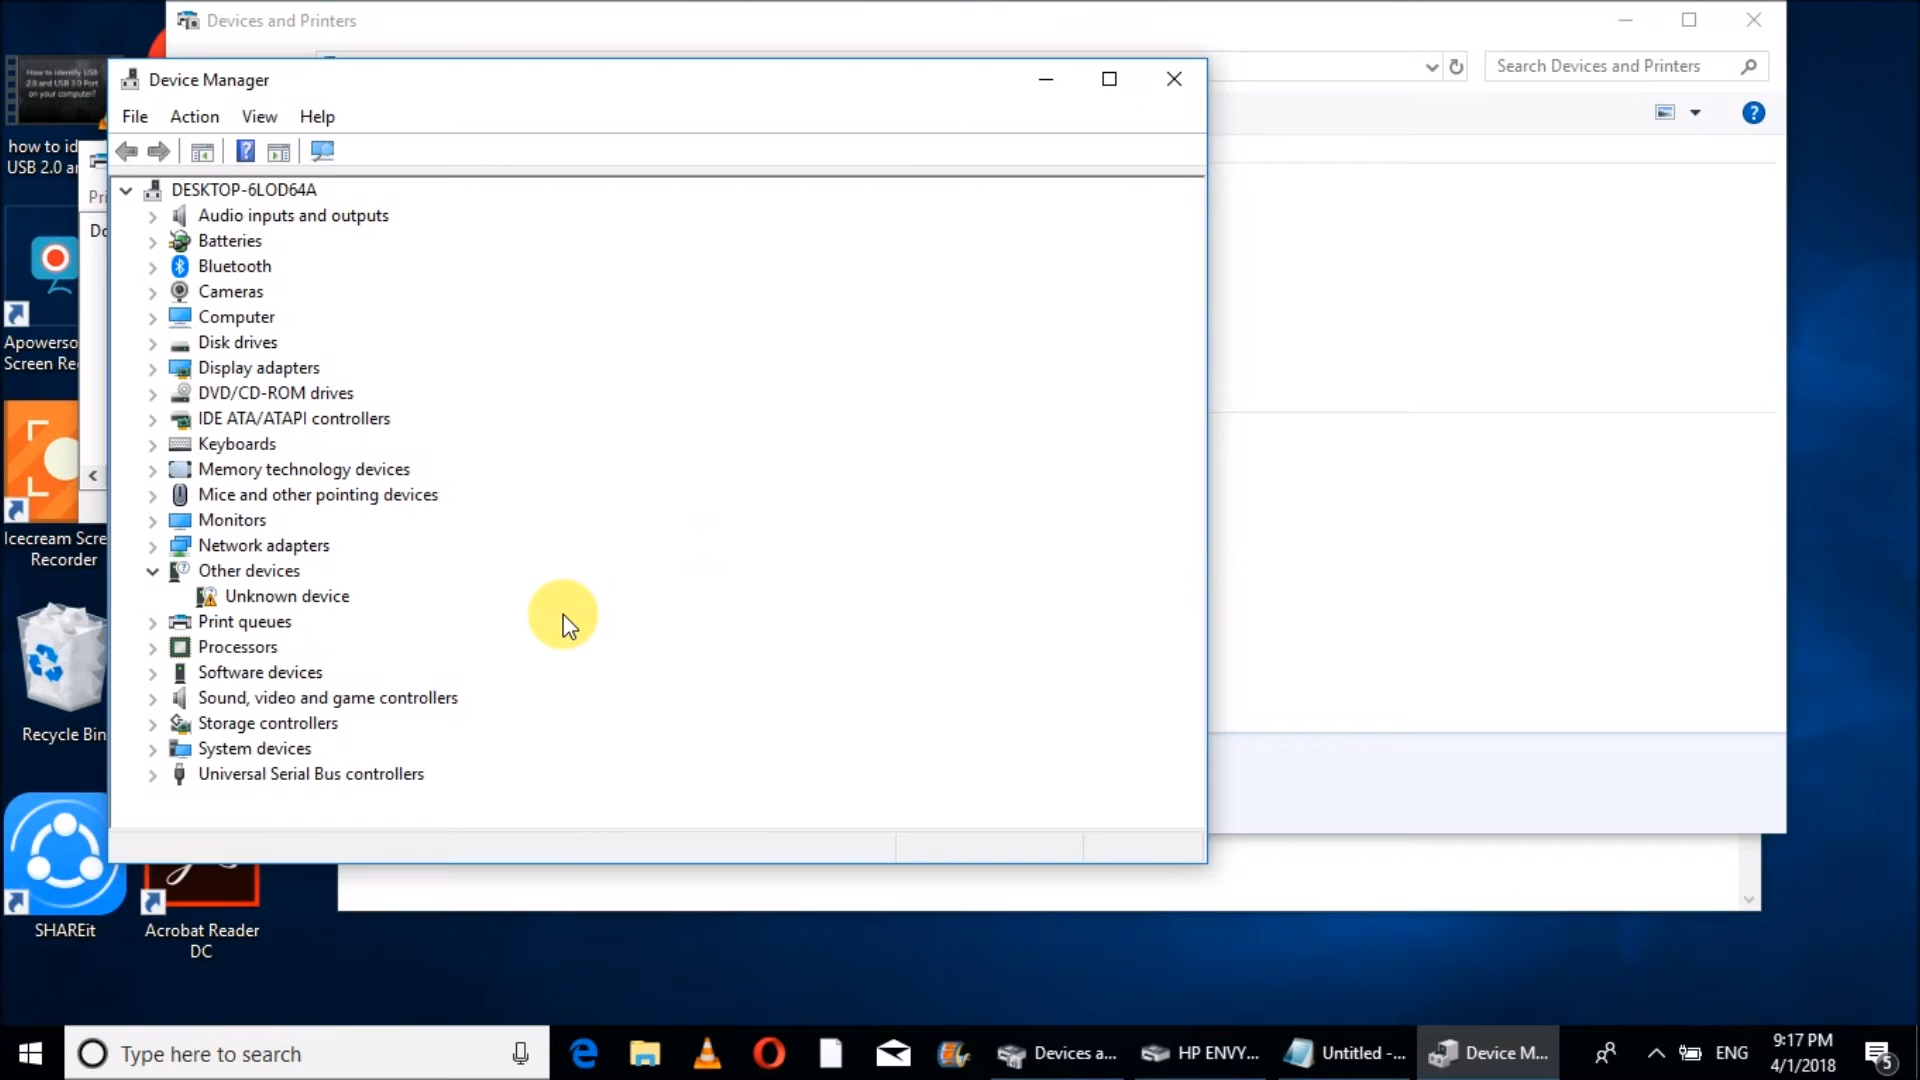 Devices and Printers
Search Devices and Printers
How to identify USB
2.0 and USB 3.0 Port
on your computer?
how to id
USB 2.0 a
Pri
Do
Device Manager
File Action View Help
DESKTOP-6LOD64A
Audio inputs and outputs
Batteries
Bluetooth
Cameras
Computer
Disk drives
Display adapters
DVD/CD-ROM drives
IDE ATA/ATAPI controllers
Keyboards
Memory technology devices
Mice and other pointing devices
Monitors
Network adapters
Other devices
Unknown device
Print queues
Processors
Software devices
Sound, video and game controllers
Storage controllers
System devices
Universal Serial Bus controllers
Apowerso
Screen Re
Icecream Scre
Recorder
Recycle Bin
SHAREit
Acrobat Reader
DC
Type here to search
Devices a...
HP ENVY...
Untitled -...
Device M...
ENG
9:17 PM
4/1/2018
5